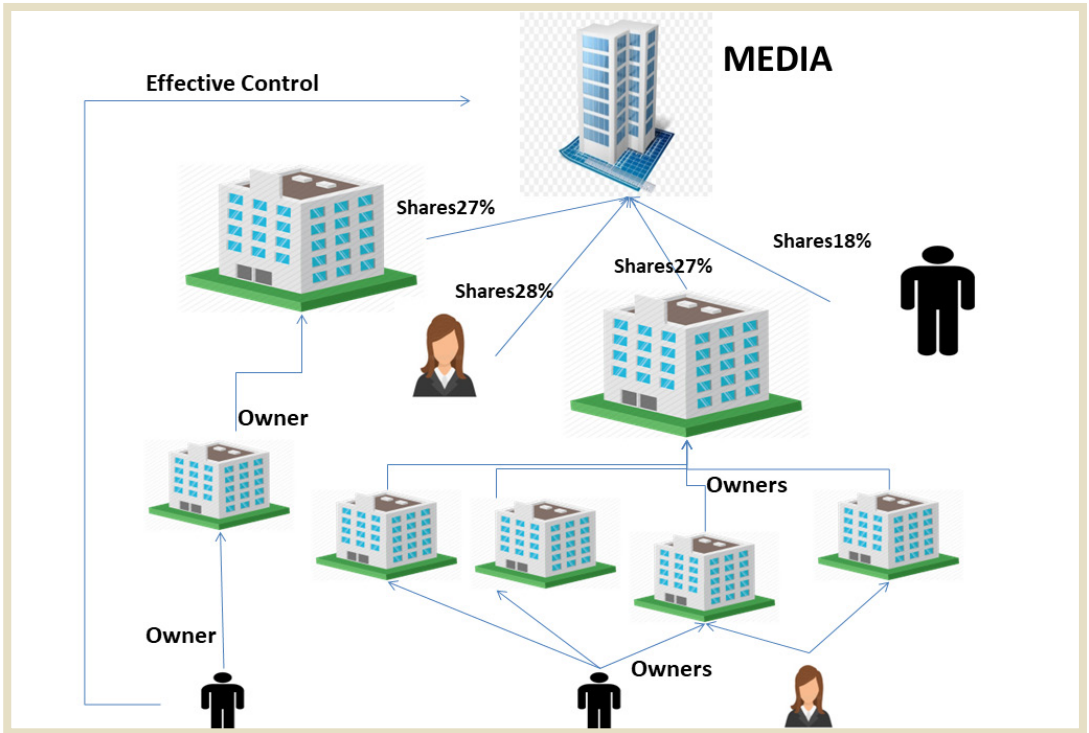 MEDIA
Effective Control
Shares27%
Shares18%
Shares27%
Shares28%
Owner
Owners
Owner
Owners